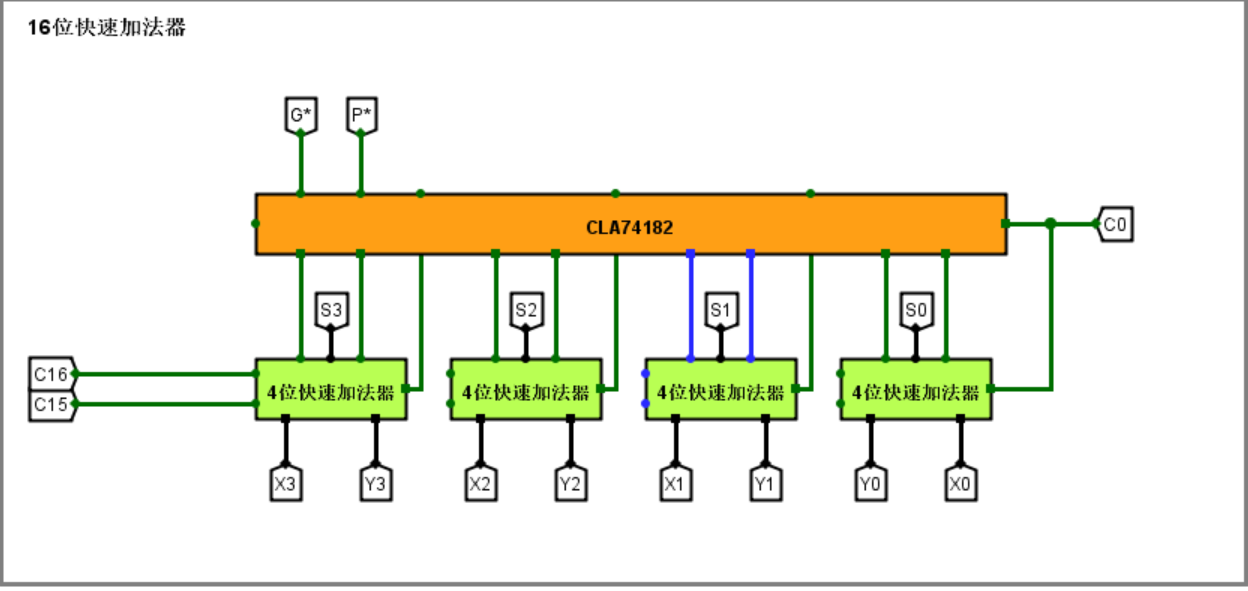 16位快速加法器
G* P*
CLA74182
C0
S3 S2 S1 S0
C16
C15
4位快速加法器 4位快速加法器 4位快速加法器 4位快速加法器
X3 Y3 X2 Y2 X1 Y1 Y0 X0